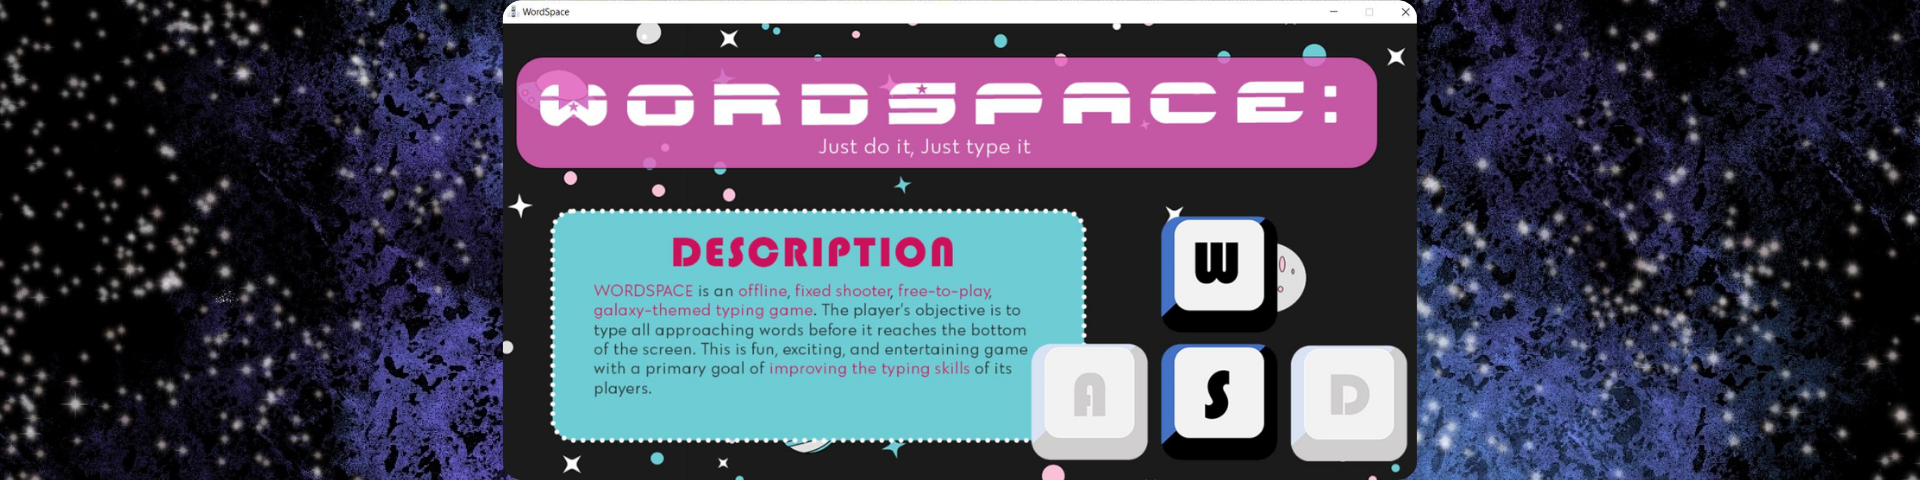 WordSpace
WORDSPACE:
Just do it, Just type it
DESCRIPTION
WORDSPACE is an offline, fixed shooter, free-to-play,
galaxy-themed typing game. The player's objective is to
type all approaching words before it reaches the bottom
of the screen. This is fun, exciting, and entertaining game
with a primary goal of improving the typing skills of its
players.
W
A S D